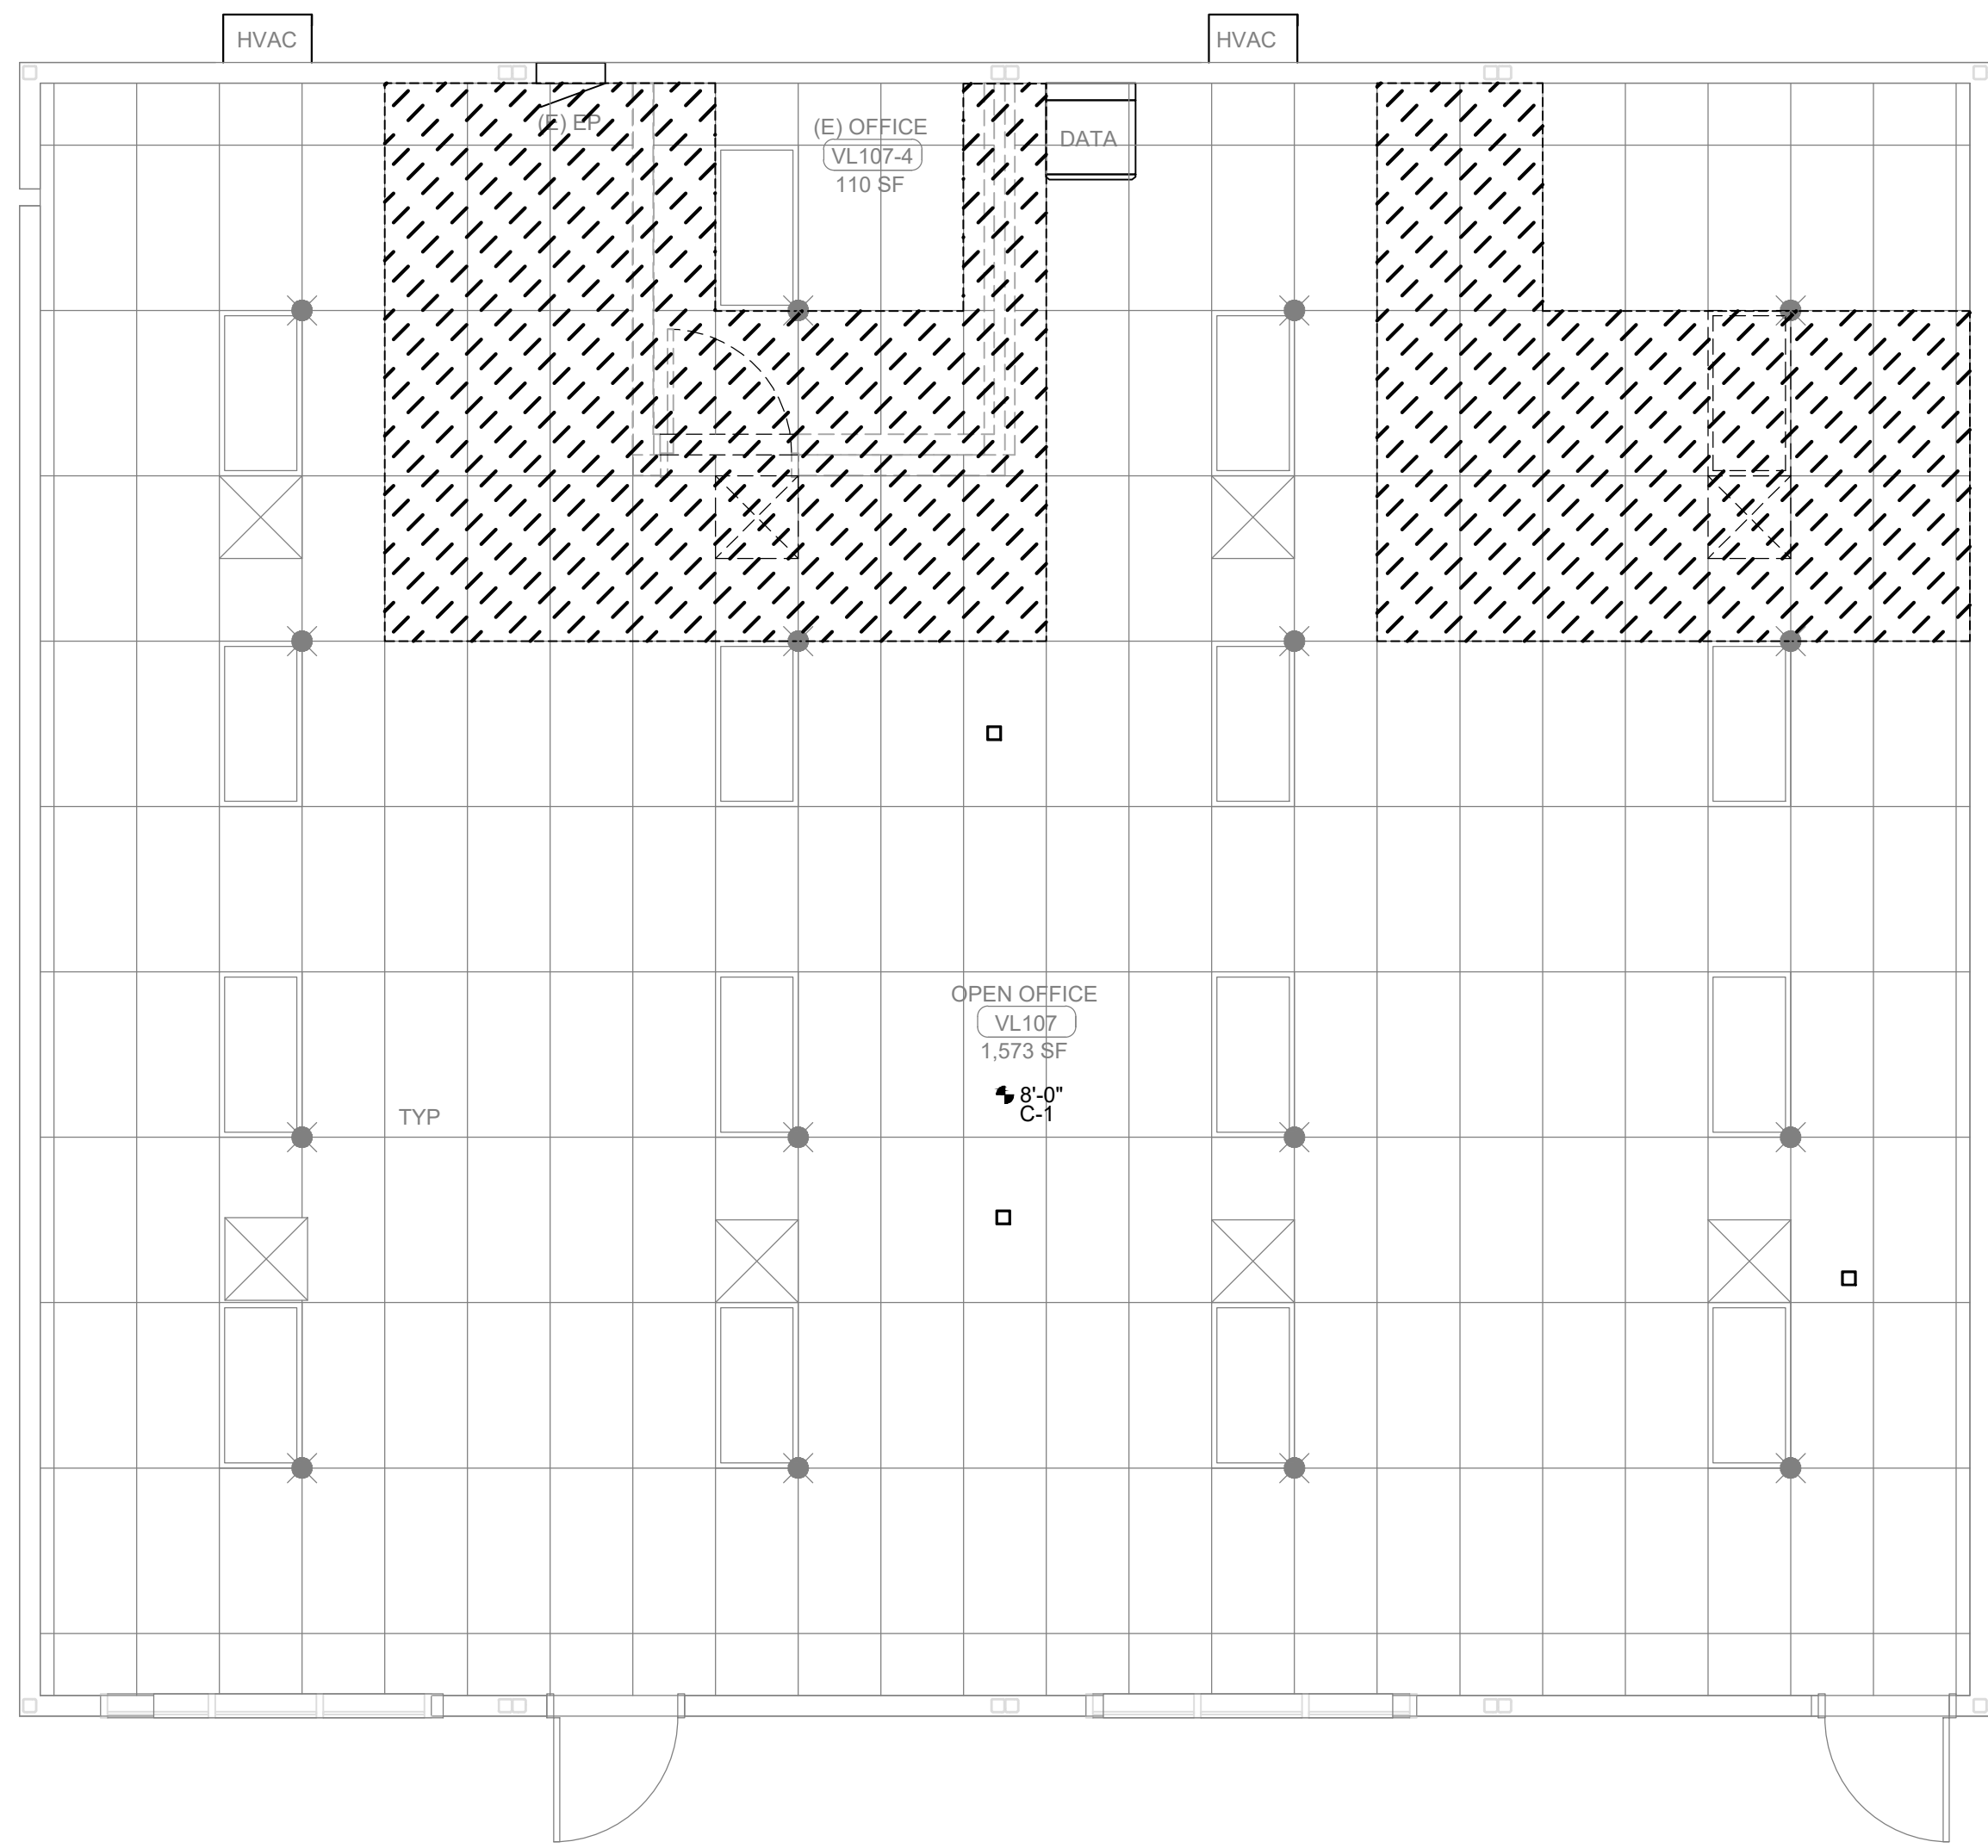 HVAC
HVAC
(E) EP
(E) OFFICE
VL107-4
110 SF
DATA
OPEN OFFICE
VL107
1,573 SF
8'-0"
C-1
TYP